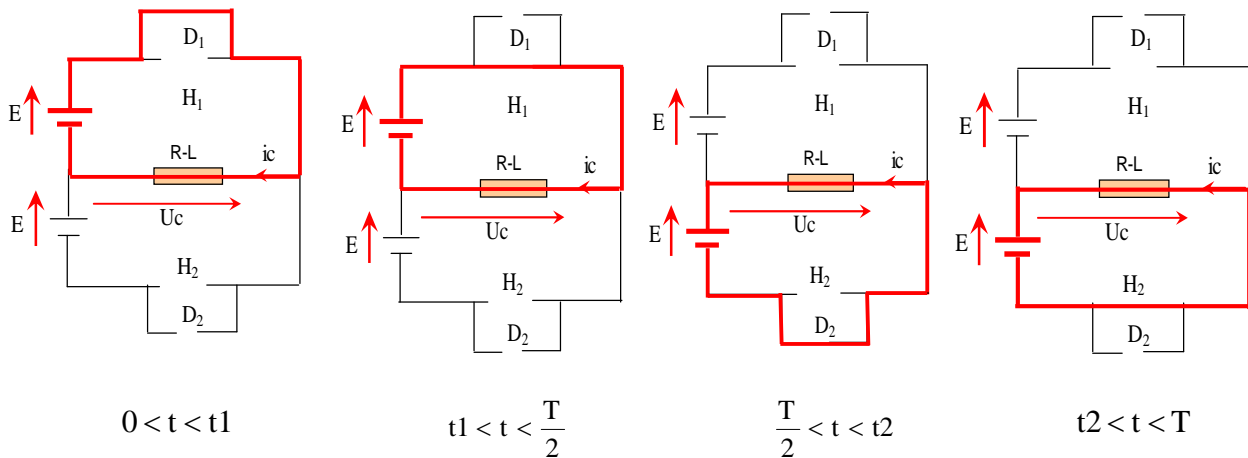 D₁
H₁
E
R-L
ic
Uc
E
H₂
D₂
0 < t < t1
D₁
H₁
E
R-L
ic
Uc
E
H₂
D₂
t1 < t < T/2
D₁
H₁
E
R-L
ic
Uc
E
H₂
D₂
T/2 < t < t2
D₁
H₁
E
R-L
ic
Uc
E
H₂
D₂
t2 < t < T